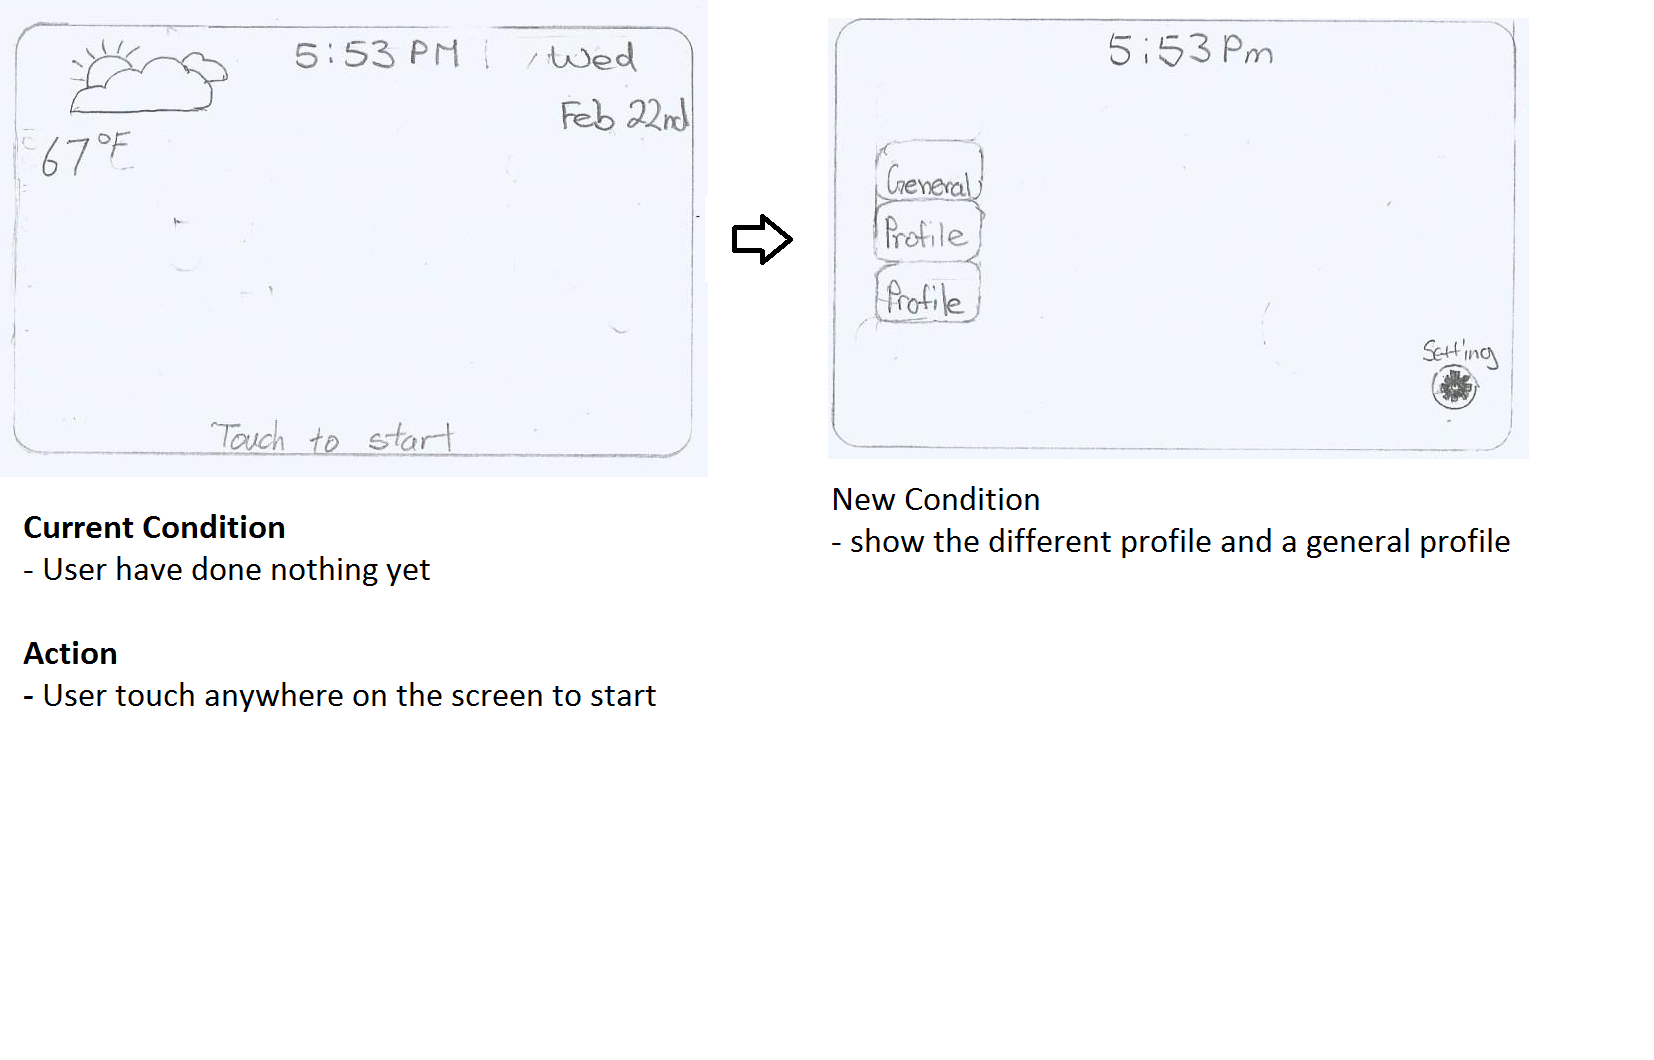 5:53 PM
Wed
Feb 22nd
67°F
Touch to start
Current Condition
- User have done nothing yet
Action
- User touch anywhere on the screen to start
5:53 Pm
General
Profile
Profile
Setting
New Condition
- show the different profile and a general profile